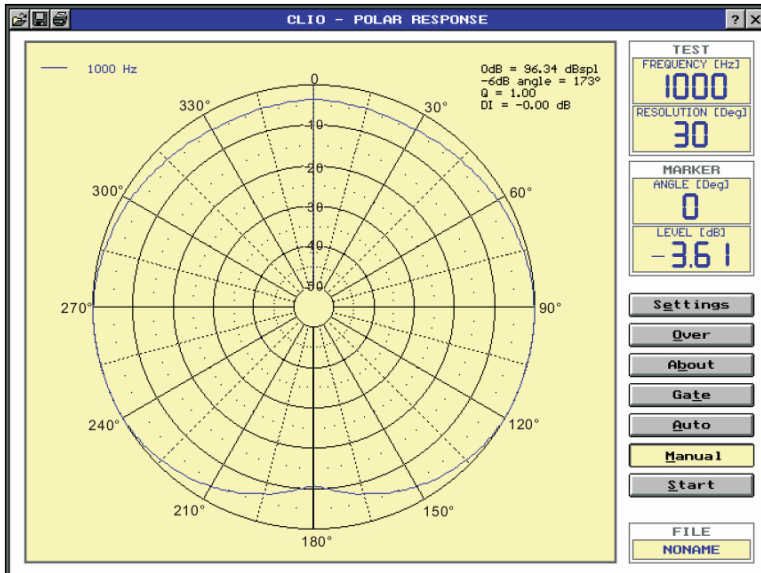 CLIO - POLAR RESPONSE
? X
1000 Hz
0dB = 96.34 dBspl
-6dB angle = 173°
Q = 1.00
DI = -0.00 dB
0
330°
30°
-10
-20
300°
60°
-30
-40
-50
270°
90°
240°
120°
210°
150°
180°
TEST
FREQUENCY [Hz]
1000
RESOLUTION [Deg]
30
MARKER
ANGLE [Deg]
0
LEVEL [dB]
-3.61
Settings
Over
About
Gate
Auto
Manual
Start
FILE
NONAME